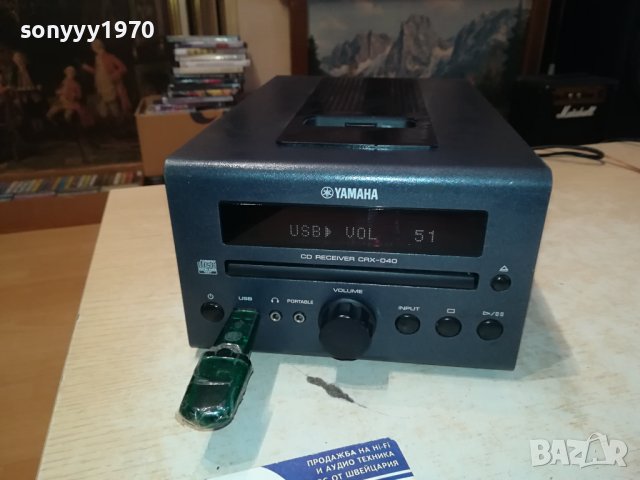 sonyyy1970
Marshall
YAMAHA
USB VOL 51
CD RECEIVER CRX-040
VOLUME
USB
PORTABLE
INPUT
ПРОДАЖБА НА HI-FI
И АУДИО ТЕХНИКА
ОТ ШВЕЙЦАРИЯ
BAZAR